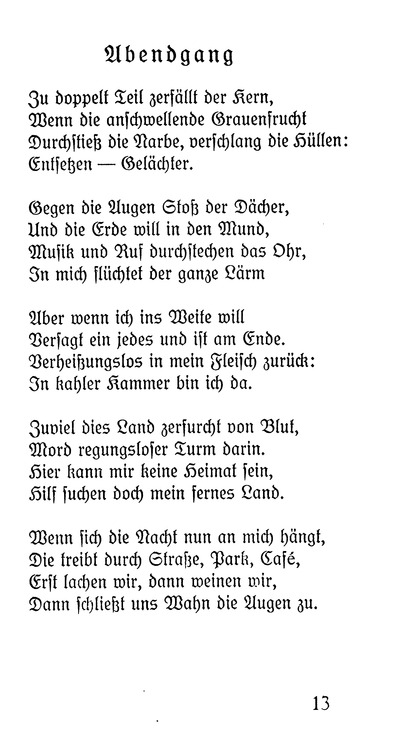 Abendgang
Zu doppelt Teil zerfällt der Kern,
Wenn die anschwellende Grauenfrucht
Durchstieß die Narbe, verschlang die Hüllen:
Entsetzen — Gelächter.
Gegen die Augen Stoß der Dächer,
Und die Erde will in den Mund,
Musik und Ruf durchstechen das Ohr,
In mich flüchtet der ganze Lärm
Aber wenn ich ins Weite will
Versagt ein jedes und ist am Ende.
Verheißungslos in mein Fleisch zurück:
In kahler Kammer bin ich da.
Zuviel dies Land zerfurcht von Blut,
Mord regungsloser Turm darin.
Hier kann mir keine Heimat sein,
Hilf suchen doch mein fernes Land.
Wenn sich die Nacht nun an mich hängt,
Die treibt durch Straße, Park, Café,
Erst lachen wir, dann weinen wir,
Dann schließt uns Wahn die Augen zu.
13